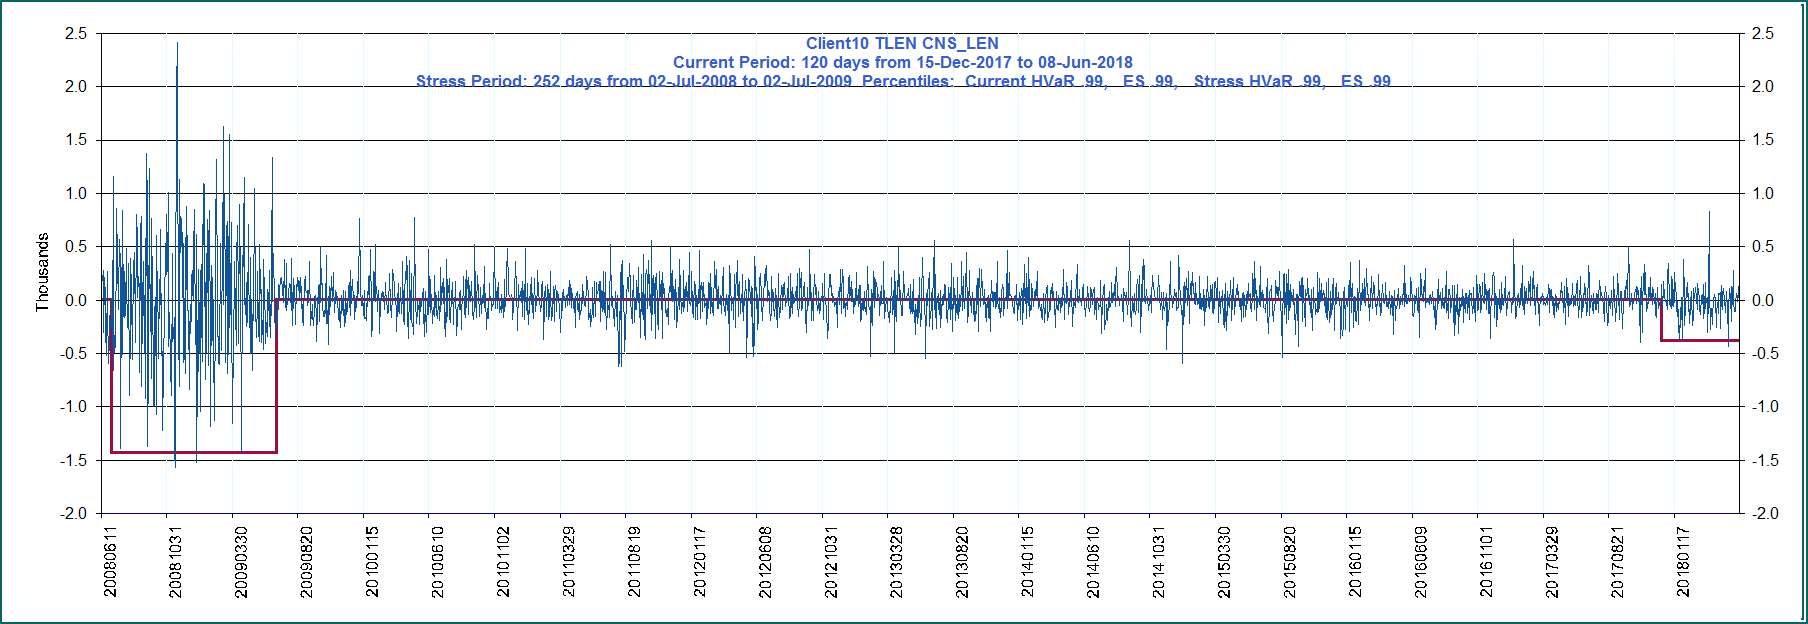 Client10 TLEN CNS_LEN
Current Period: 120 days from 15-Dec-2017 to 08-Jun-2018
Stress Period: 252 days from 02-Jul-2008 to 02-Jul-2009 Percentiles: Current HVaR .99, ES .99, Stress HVaR .99, ES .99
2.5 2.5
2.0 2.0
1.5 1.5
1.0 1.0
0.5 0.5
0.0 0.0
-0.5 -0.5
-1.0 -1.0
-1.5 -1.5
-2.0 -2.0
Thousands
20080611 20081031 20090330 20090820 20100115 20100610 20101102 20110329 20110819 20120117 20120608 20121031 20130328 20130820 20140115 20140610 20141031 20150330 20150820 20160115 20160609 20161101 20170329 20170821 20180117